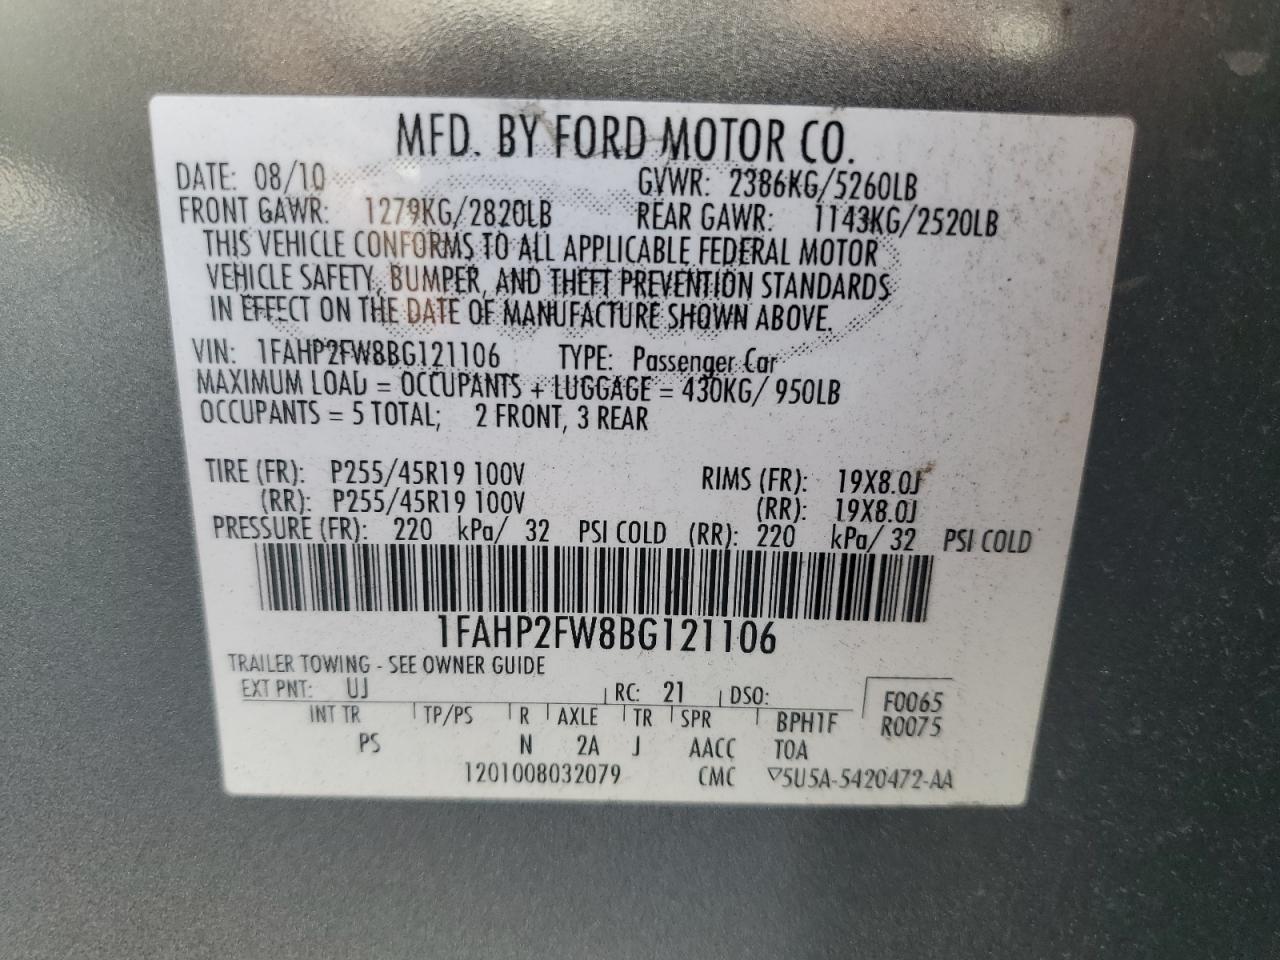 MFD. BY FORD MOTOR CO.
DATE: 08/10 GVWR: 2386KG/5260LB
FRONT GAWR: 1279KG/2820LB REAR GAWR: 1143KG/2520LB
THIS VEHICLE CONFORMS TO ALL APPLICABLE FEDERAL MOTOR
VEHICLE SAFETY, BUMPER, AND THEFT PREVENTION STANDARDS
IN EFFECT ON THE DATE OF MANUFACTURE SHOWN ABOVE.
VIN: 1FAHP2FW8BG121106 TYPE: Passenger Car
MAXIMUM LOAD = OCCUPANTS + LUGGAGE = 430KG/ 950LB
OCCUPANTS = 5 TOTAL; 2 FRONT, 3 REAR
TIRE (FR): P255/45R19 100V RIMS (FR): 19X8.0J
(RR): P255/45R19 100V (RR): 19X8.0J
PRESSURE (FR): 220 kPa/ 32 PSI COLD (RR): 220 kPa/ 32 PSI COLD
1FAHP2FW8BG121106
TRAILER TOWING - SEE OWNER GUIDE
EXT PNT: UJ RC: 21 DSO: F0065
INT TR TP/PS R AXLE TR SPR BPH1F R0075
PS N 2A J AACC TOA
1201008032079 CMC ▽5U5A-5420472-AA